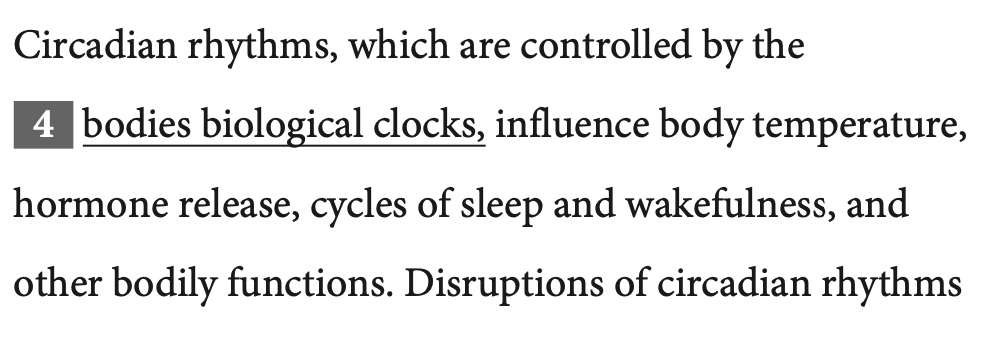 Circadian rhythms, which are controlled by the
4 bodies biological clocks, influence body temperature,
hormone release, cycles of sleep and wakefulness, and
other bodily functions. Disruptions of circadian rhythms